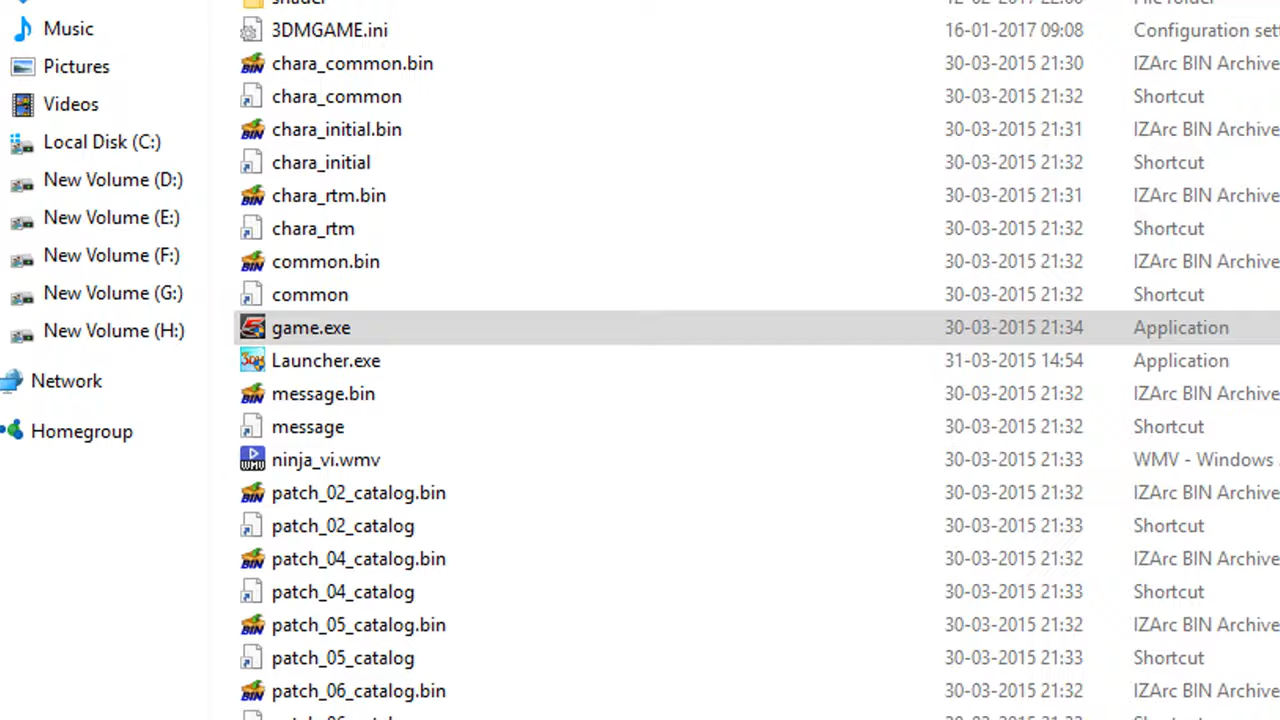 shader 12-02-2017 22:06 File folder
Music
3DMGAME.ini 16-01-2017 09:08 Configuration sett
chara_common.bin 30-03-2015 21:30 IZArc BIN Archive
Pictures
chara_common 30-03-2015 21:32 Shortcut
Videos
chara_initial.bin 30-03-2015 21:31 IZArc BIN Archive
Local Disk (C:)
chara_initial 30-03-2015 21:32 Shortcut
New Volume (D:)
chara_rtm.bin 30-03-2015 21:31 IZArc BIN Archive
New Volume (E:)
chara_rtm 30-03-2015 21:32 Shortcut
New Volume (F:)
common.bin 30-03-2015 21:32 IZArc BIN Archive
New Volume (G:)
common 30-03-2015 21:32 Shortcut
New Volume (H:)
game.exe 30-03-2015 21:34 Application
Launcher.exe 31-03-2015 14:54 Application
Network
message.bin 30-03-2015 21:32 IZArc BIN Archive
message 30-03-2015 21:32 Shortcut
Homegroup
ninja_vi.wmv 30-03-2015 21:33 WMV - Windows
patch_02_catalog.bin 30-03-2015 21:32 IZArc BIN Archive
patch_02_catalog 30-03-2015 21:33 Shortcut
patch_04_catalog.bin 30-03-2015 21:32 IZArc BIN Archive
patch_04_catalog 30-03-2015 21:33 Shortcut
patch_05_catalog.bin 30-03-2015 21:32 IZArc BIN Archive
patch_05_catalog 30-03-2015 21:33 Shortcut
patch_06_catalog.bin 30-03-2015 21:32 IZArc BIN Archive